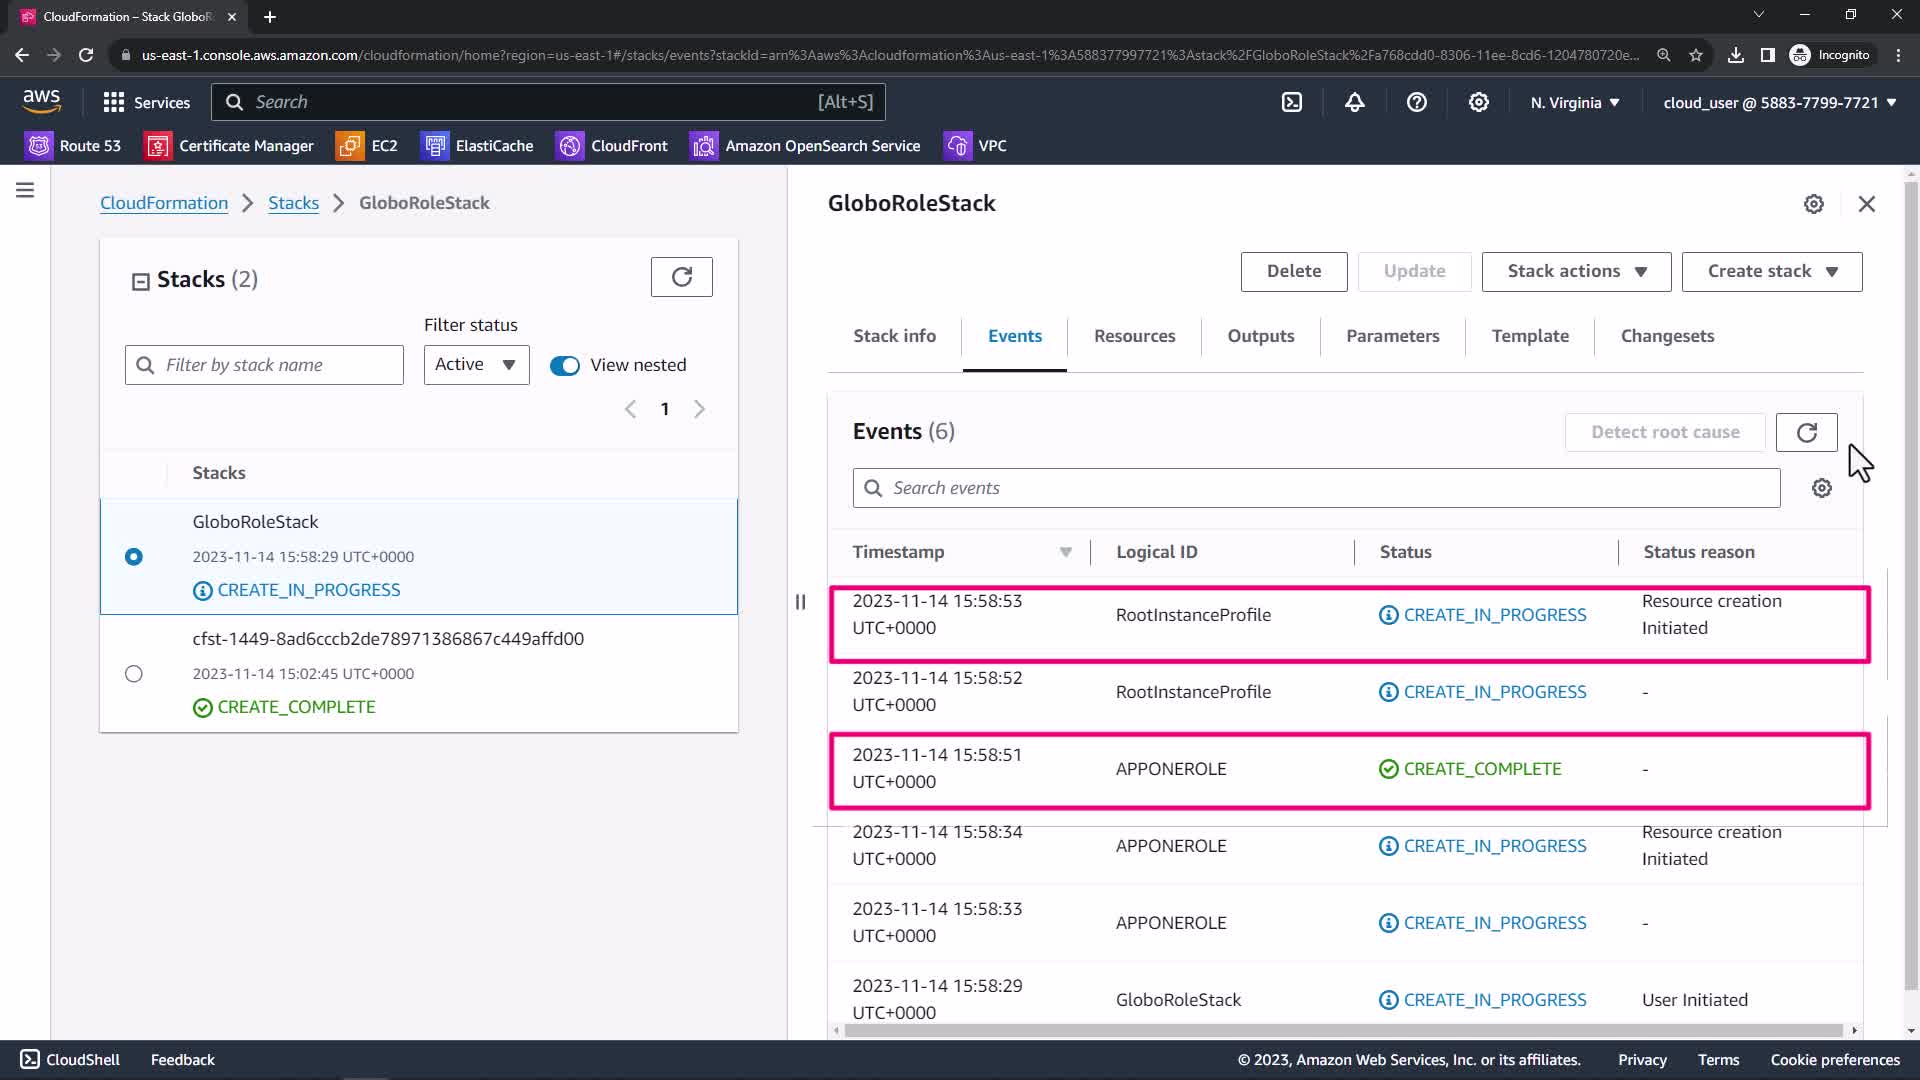 CloudFormation – Stack GloboR
us-east-1.console.aws.amazon.com/cloudformation/home?region=us-east-1#/stacks/events?stackId=arn%3Aaws%3Acloudformation%3Aus-east-1%3A588377997721%3Astack%2FGloboRoleStack%2Fa768cdd0-8306-11ee-8cd6-1204780720e...
Incognito
aws
Services
Search
[Alt+S]
N. Virginia
cloud_user @ 5883-7799-7721
Route 53
Certificate Manager
EC2
ElastiCache
CloudFront
Amazon OpenSearch Service
VPC
CloudFormation
Stacks
GloboRoleStack
Stacks (2)
Filter status
Filter by stack name
Active
View nested
1
Stacks
GloboRoleStack
2023-11-14 15:58:29 UTC+0000
CREATE_IN_PROGRESS
cfst-1449-8ad6cccb2de78971386867c449affd00
2023-11-14 15:02:45 UTC+0000
CREATE_COMPLETE
GloboRoleStack
Delete
Update
Stack actions
Create stack
Stack info
Events
Resources
Outputs
Parameters
Template
Changesets
Events (6)
Detect root cause
Search events
Timestamp
Logical ID
Status
Status reason
2023-11-14 15:58:53
UTC+0000
RootInstanceProfile
CREATE_IN_PROGRESS
Resource creation
Initiated
2023-11-14 15:58:52
UTC+0000
RootInstanceProfile
CREATE_IN_PROGRESS
-
2023-11-14 15:58:51
UTC+0000
APPONEROLE
CREATE_COMPLETE
-
2023-11-14 15:58:34
UTC+0000
APPONEROLE
CREATE_IN_PROGRESS
Resource creation
Initiated
2023-11-14 15:58:33
UTC+0000
APPONEROLE
CREATE_IN_PROGRESS
-
2023-11-14 15:58:29
UTC+0000
GloboRoleStack
CREATE_IN_PROGRESS
User Initiated
CloudShell
Feedback
© 2023, Amazon Web Services, Inc. or its affiliates.
Privacy
Terms
Cookie preferences